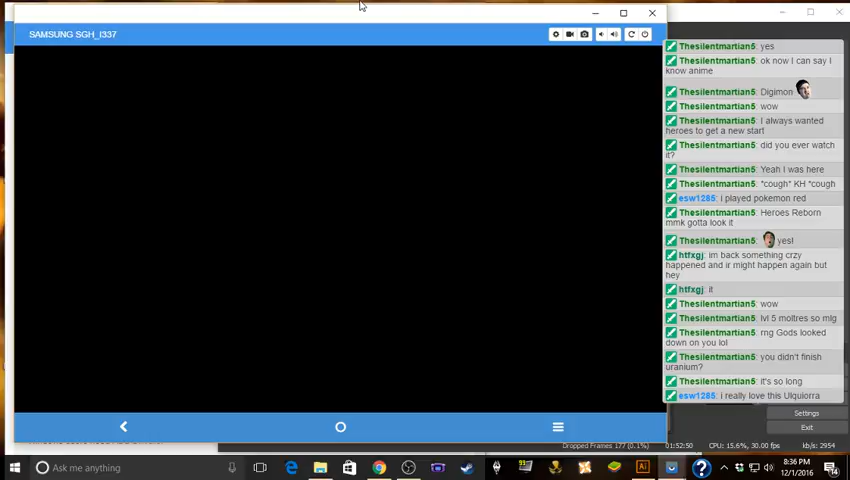 SAMSUNG SGH_I337
Thesilentmartian5: yes
Thesilentmartian5: ok now I can say I
know anime
Thesilentmartian5: Digimon
Thesilentmartian5: wow
Thesilentmartian5: I always wanted
heroes to get a new start
Thesilentmartian5: did you ever watch
it?
Thesilentmartian5: Yeah I was here
Thesilentmartian5: *cough* KH *cough
esw1285: i played pokemon red
Thesilentmartian5: Heroes Reborn
mmk gotta look it
Thesilentmartian5: yes!
htfxgj: im back something crzy
happened and ir might happen again but
hey
htfxgj: it
Thesilentmartian5: wow
Thesilentmartian5: lvl 5 moltres so mlg
Thesilentmartian5: rng Gods looked
down on you lol
Thesilentmartian5: you didn't finish
uranium?
Thesilentmartian5: it's so long
esw1285: i really love this Ulquiorra
Settings
Exit
Dropped Frames 177 (0.1%)
01:52:50
CPU: 15.6%, 30.00 fps
kb/s: 2954
Ask me anything
99
Ai
8:36 PM
12/1/2016